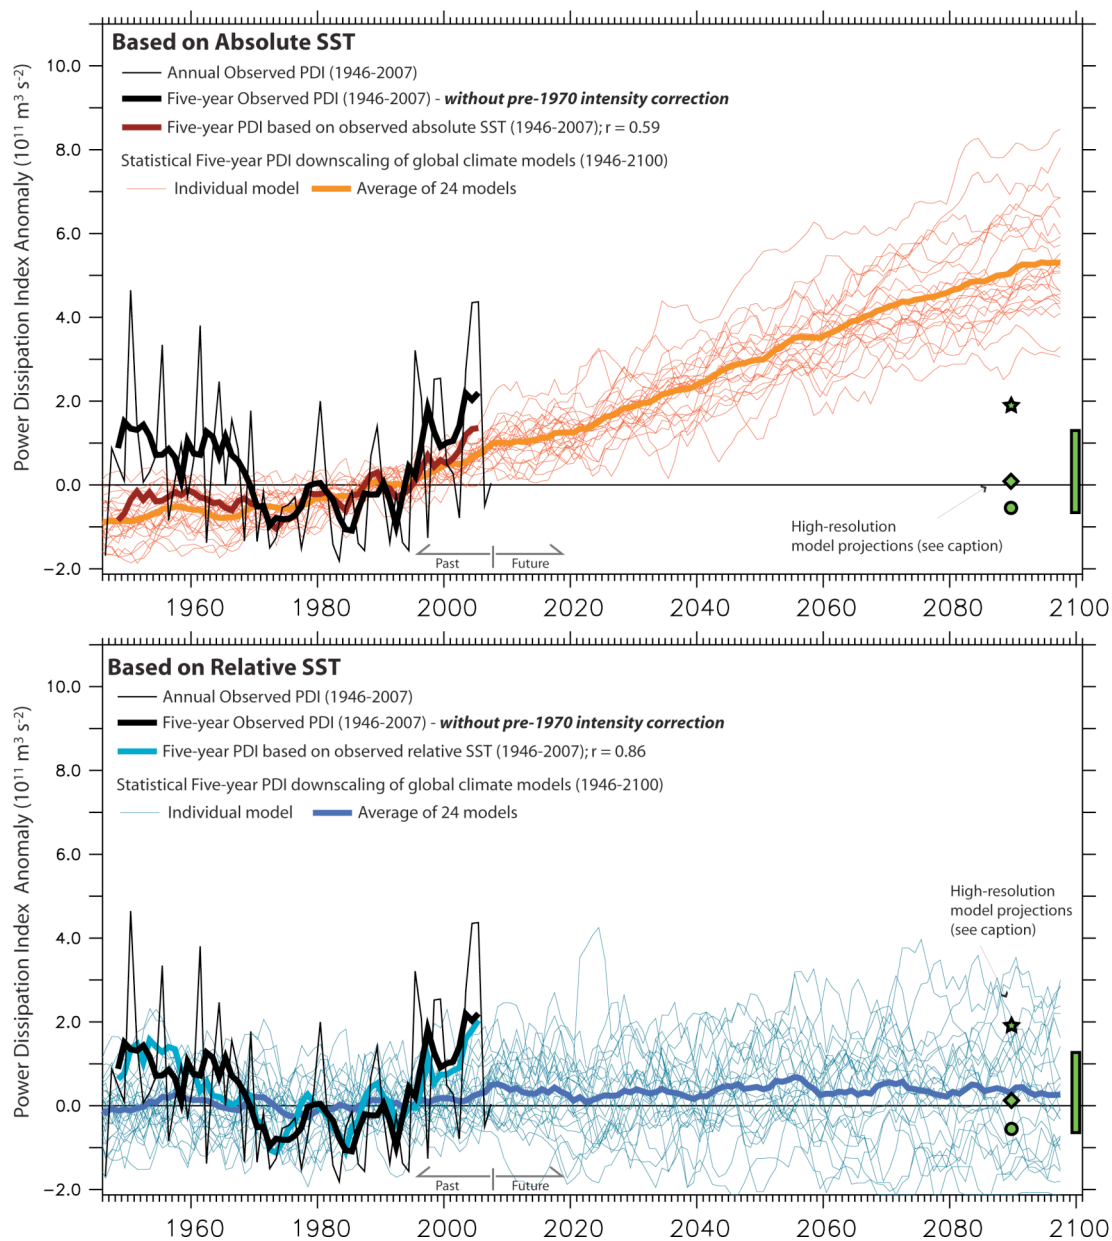 Based on Absolute SST
Annual Observed PDI (1946-2007)
Five-year Observed PDI (1946-2007) - without pre-1970 intensity correction
Five-year PDI based on observed absolute SST (1946-2007); r = 0.59
Statistical Five-year PDI downscaling of global climate models (1946-2100)
Individual model Average of 24 models
Power Dissipation Index Anomaly (10¹¹ m³ s⁻²)
10.0
8.0
6.0
4.0
2.0
0.0
−2.0
High-resolution
model projections (see caption)
Past Future
1960 1980 2000 2020 2040 2060 2080 2100
Based on Relative SST
Annual Observed PDI (1946-2007)
Five-year Observed PDI (1946-2007) - without pre-1970 intensity correction
Five-year PDI based on observed relative SST (1946-2007); r = 0.86
Statistical Five-year PDI downscaling of global climate models (1946-2100)
Individual model Average of 24 models
Power Dissipation Index Anomaly (10¹¹ m³ s⁻²)
10.0
8.0
6.0
4.0
2.0
0.0
−2.0
High-resolution
model projections
(see caption)
Past Future
1960 1980 2000 2020 2040 2060 2080 2100